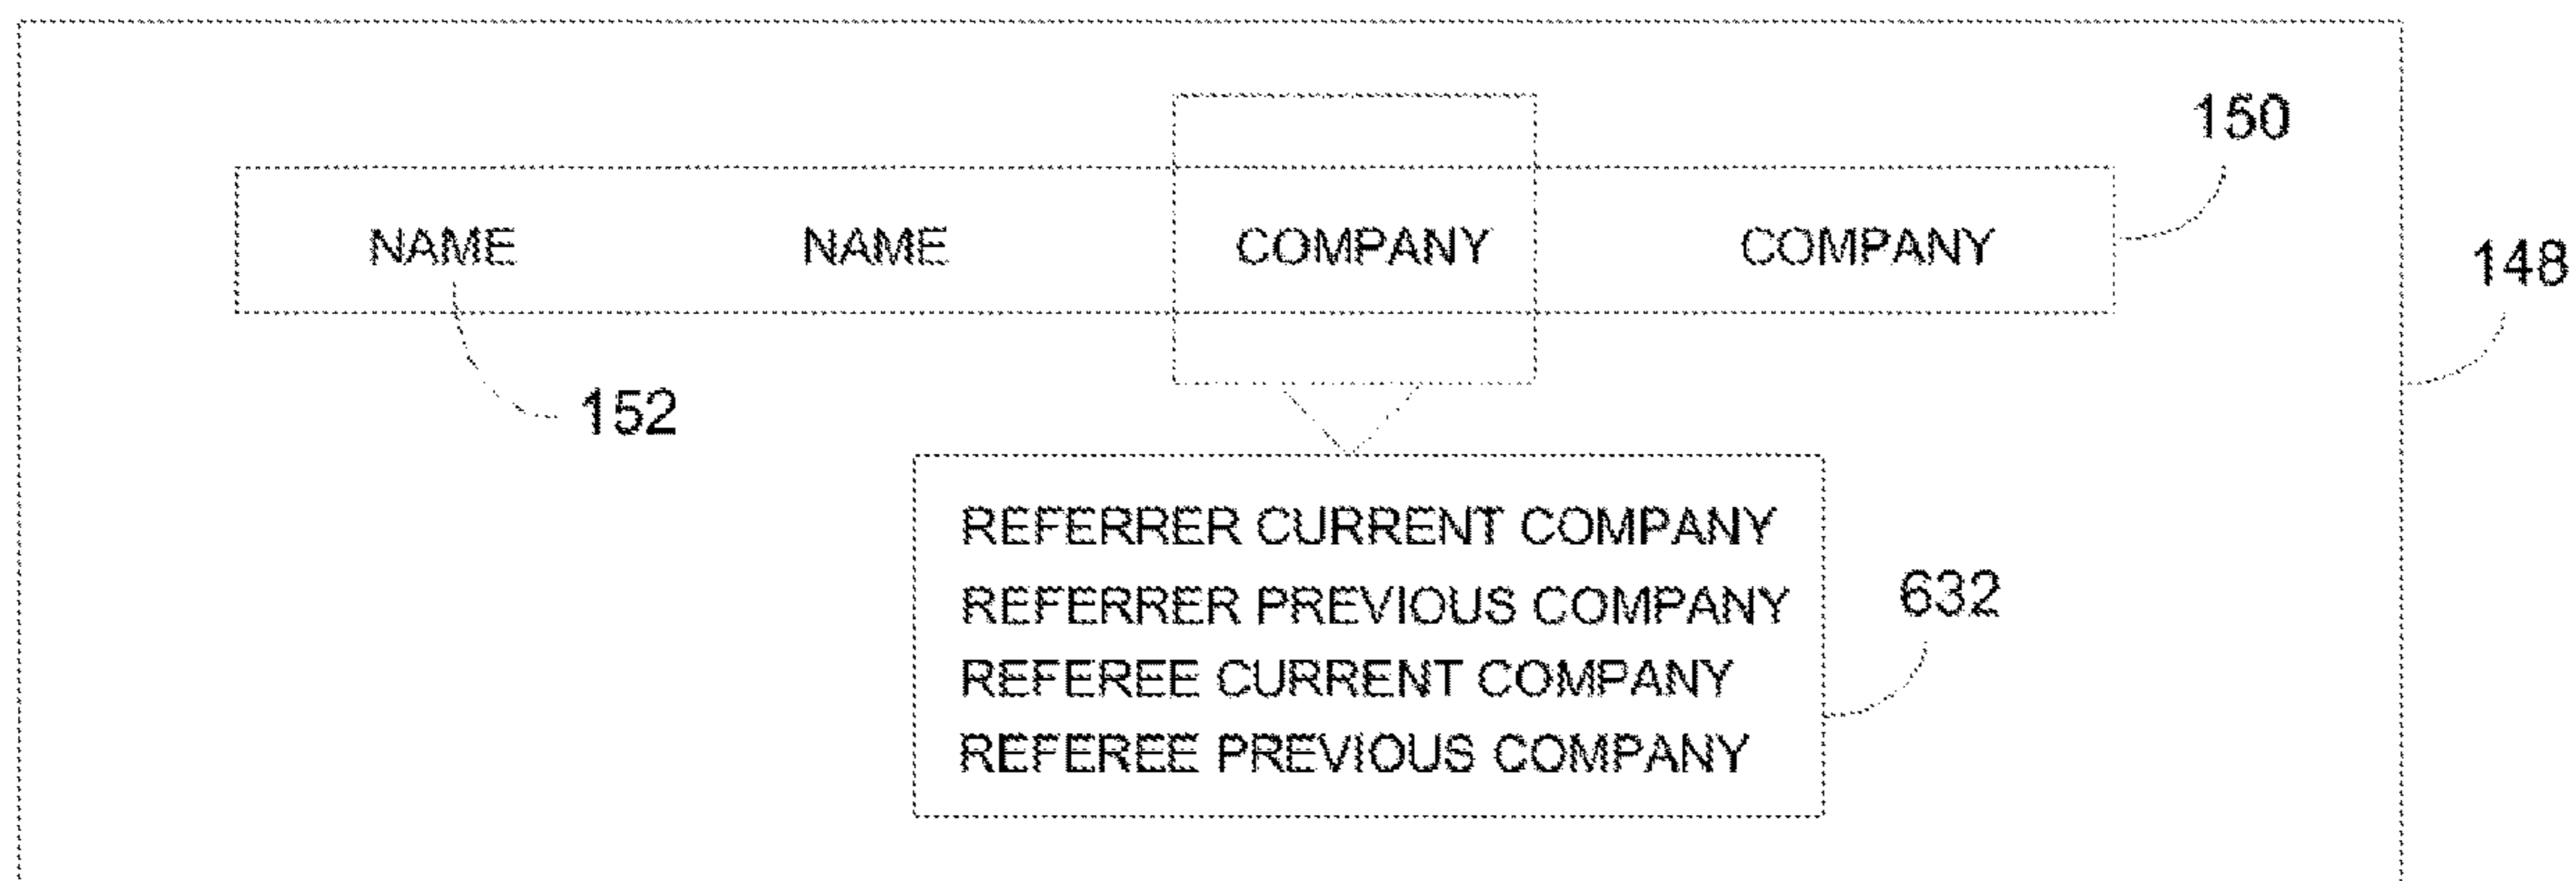 150
NAME NAME COMPANY COMPANY
148
152
REFERRER CURRENT COMPANY
REFERRER PREVIOUS COMPANY
632
REFEREE CURRENT COMPANY
REFEREE PREVIOUS COMPANY